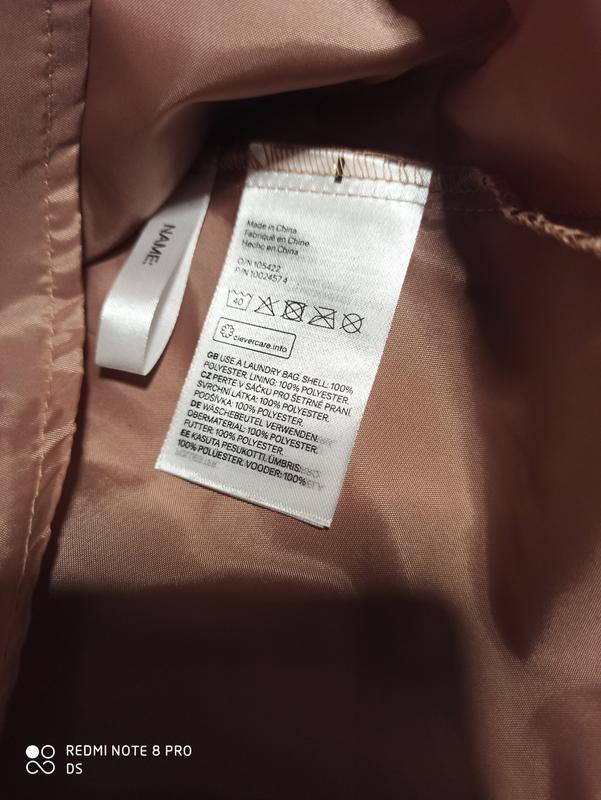 NAME:
Made in China
Fabriqué en Chine
Hecho en China
O/N 105422
P/N 10024574
40
clevercare.info
GB USE A LAUNDRY BAG. SHELL: 100%
POLYESTER. LINING: 100% POLYESTER.
CZ PERTE V SÁČKU PRO ŠETRNÉ PRANÍ.
SVRCHNÍ LÁTKA: 100% POLYESTER.
PODŠÍVKA: 100% POLYESTER.
DE WÄSCHEBEUTEL VERWENDEN.
OBERMATERIAL: 100% POLYESTER.
FUTTER: 100% POLYESTER.
EE KASUTA PESUKOTTI. ÜMBRIS:
100% POLÜESTER. VOODER: 100%
REDMI NOTE 8 PRO
DS